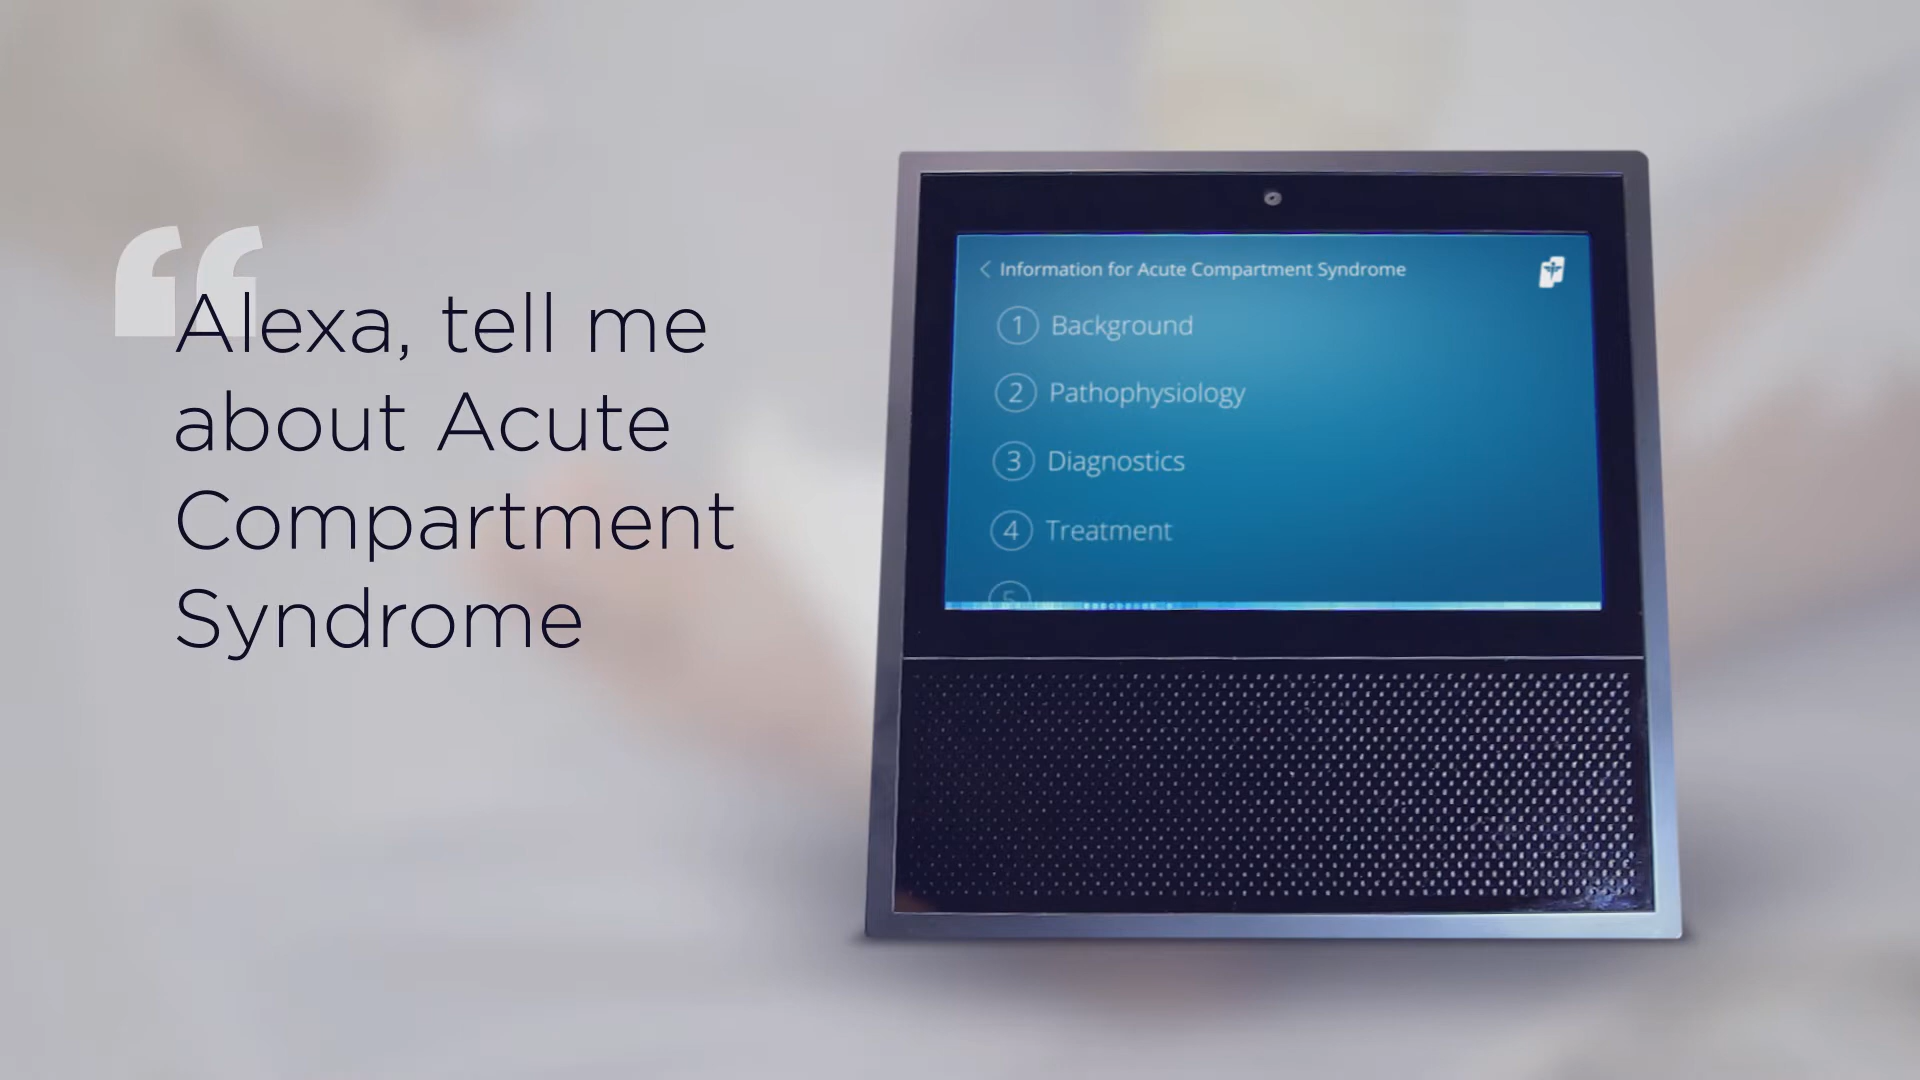 “Alexa, tell me
about Acute
Compartment
Syndrome
< Information for Acute Compartment Syndrome
1 Background
2 Pathophysiology
3 Diagnostics
4 Treatment
5